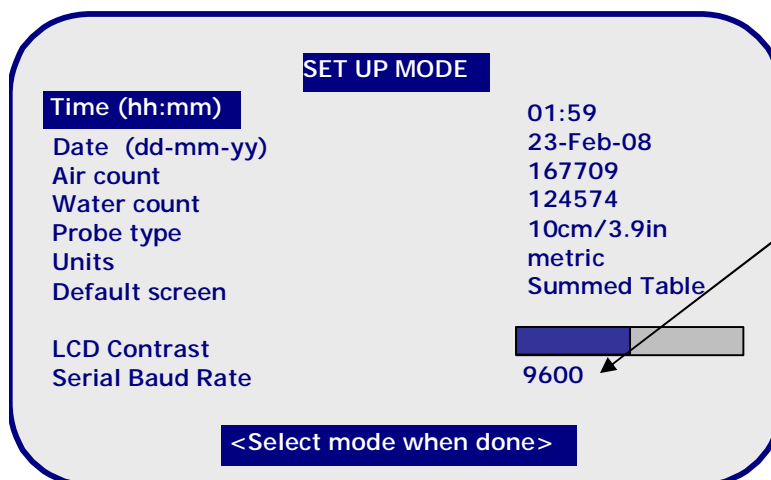 SET UP MODE
Time (hh:mm) 01:59
Date (dd-mm-yy) 23-Feb-08
Air count 167709
Water count 124574
Probe type 10cm/3.9in
Units metric
Default screen Summed Table
LCD Contrast
Serial Baud Rate 9600
<Select mode when done>